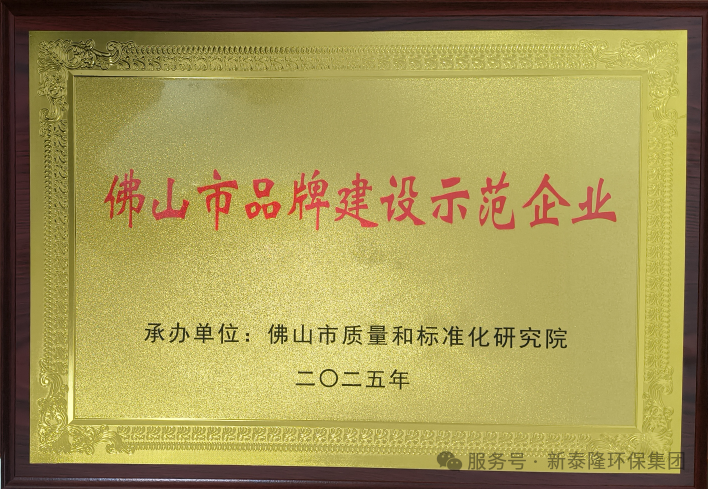 佛山市品牌建设示范企业
承办单位：佛山市质量和标准化研究院
二〇二五年
服务号·新泰隆环保集团